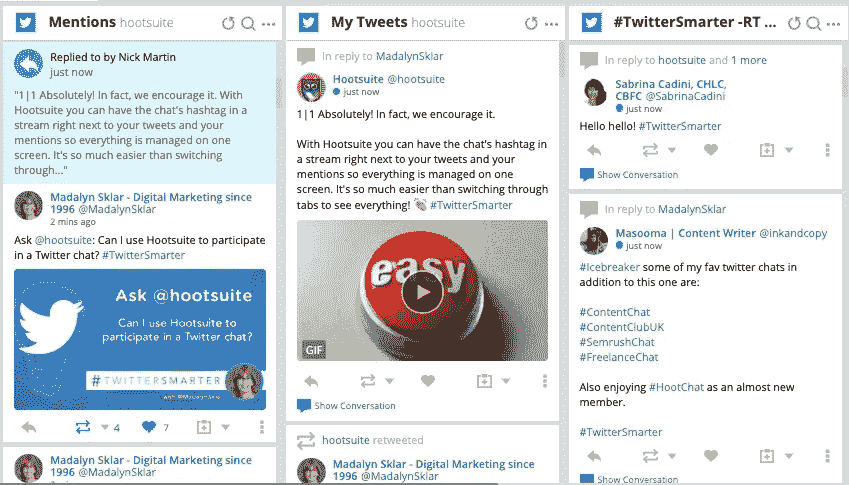 Mentions hootsuite
Replied to by Nick Martin
just now
"1|1 Absolutely! In fact, we encourage it. With
Hootsuite you can have the chat's hashtag in a
stream right next to your tweets and your
mentions so everything is managed on one
screen. It's so much easier than switching
through..."
Madalyn Sklar - Digital Marketing since
1996 @MadalynSklar
2 mins ago
Ask @hootsuite: Can I use Hootsuite to participate
in a Twitter chat? #TwitterSmarter
Ask @hootsuite
Can I use Hootsuite to
participate in a Twitter chat?
#TWITTERSMARTER
with @MadalynSklar
4
7
Madalyn Sklar - Digital Marketing since
1996 @MadalynSklar
My Tweets hootsuite
In reply to MadalynSklar
Hootsuite @hootsuite
just now
1|1 Absolutely! In fact, we encourage it.
With Hootsuite you can have the chat's hashtag in
a stream right next to your tweets and your
mentions so everything is managed on one
screen. It's so much easier than switching through
tabs to see everything! #TwitterSmarter
easy
GIF
Show Conversation
hootsuite retweeted
Madalyn Sklar - Digital Marketing since
1996 @MadalynSklar
#TwitterSmarter -RT ...
In reply to hootsuite and 1 more
Sabrina Cadini, CHLC,
CBFC @SabrinaCadini
just now
Hello hello! #TwitterSmarter
Show Conversation
In reply to MadalynSklar
Masooma | Content Writer @inkandcopy
just now
#Icebreaker some of my fav twitter chats in
addition to this one are:
#ContentChat
#ContentClubUK
#SemrushChat
#FreelanceChat
Also enjoying #HootChat as an almost new
member.
#TwitterSmarter
Show Conversation